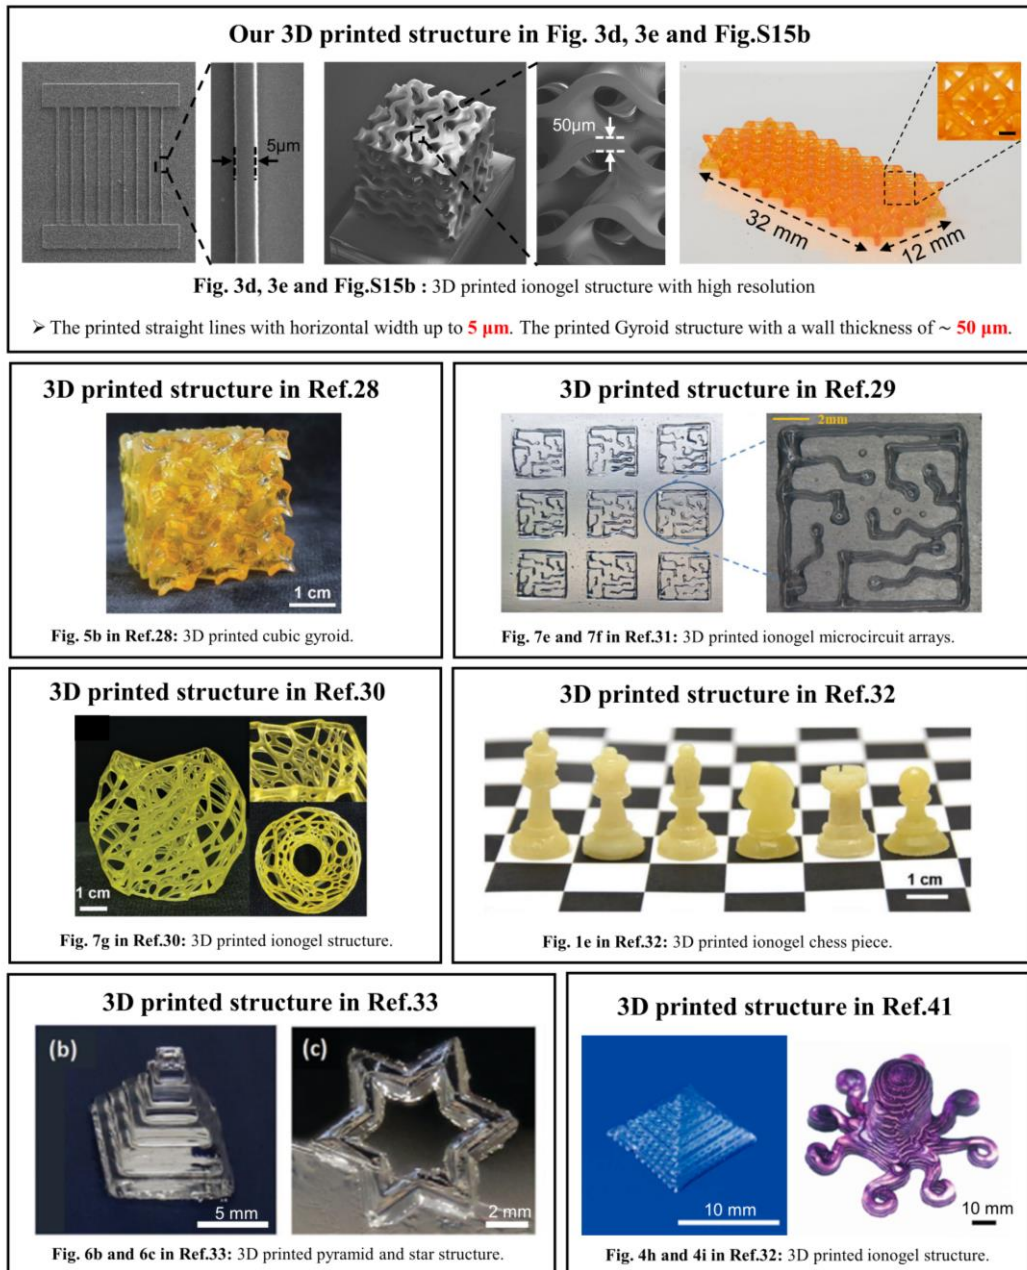 Our 3D printed structure in Fig. 3d, 3e and Fig.S15b
5μm
50μm
32 mm
12 mm
Fig. 3d, 3e and Fig.S15b : 3D printed ionogel structure with high resolution
➢ The printed straight lines with horizontal width up to 5 μm. The printed Gyroid structure with a wall thickness of ~ 50 μm.
3D printed structure in Ref.28
1 cm
Fig. 5b in Ref.28: 3D printed cubic gyroid.
3D printed structure in Ref.29
2mm
Fig. 7e and 7f in Ref.31: 3D printed ionogel microcircuit arrays.
3D printed structure in Ref.30
1 cm
Fig. 7g in Ref.30: 3D printed ionogel structure.
3D printed structure in Ref.32
1 cm
Fig. 1e in Ref.32: 3D printed ionogel chess piece.
3D printed structure in Ref.33
(b)
5 mm
(c)
2 mm
Fig. 6b and 6c in Ref.33: 3D printed pyramid and star structure.
3D printed structure in Ref.41
10 mm
10 mm
Fig. 4h and 4i in Ref.32: 3D printed ionogel structure.